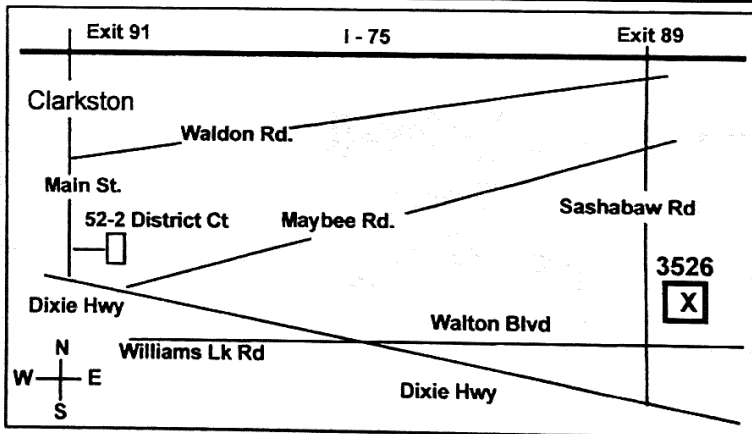 Exit 91
I - 75
Exit 89
Clarkston
Waldon Rd.
Main St.
52-2 District Ct
Maybee Rd.
Sashabaw Rd
3526
X
Dixie Hwy
Walton Blvd
Williams Lk Rd
Dixie Hwy
N
W E
S